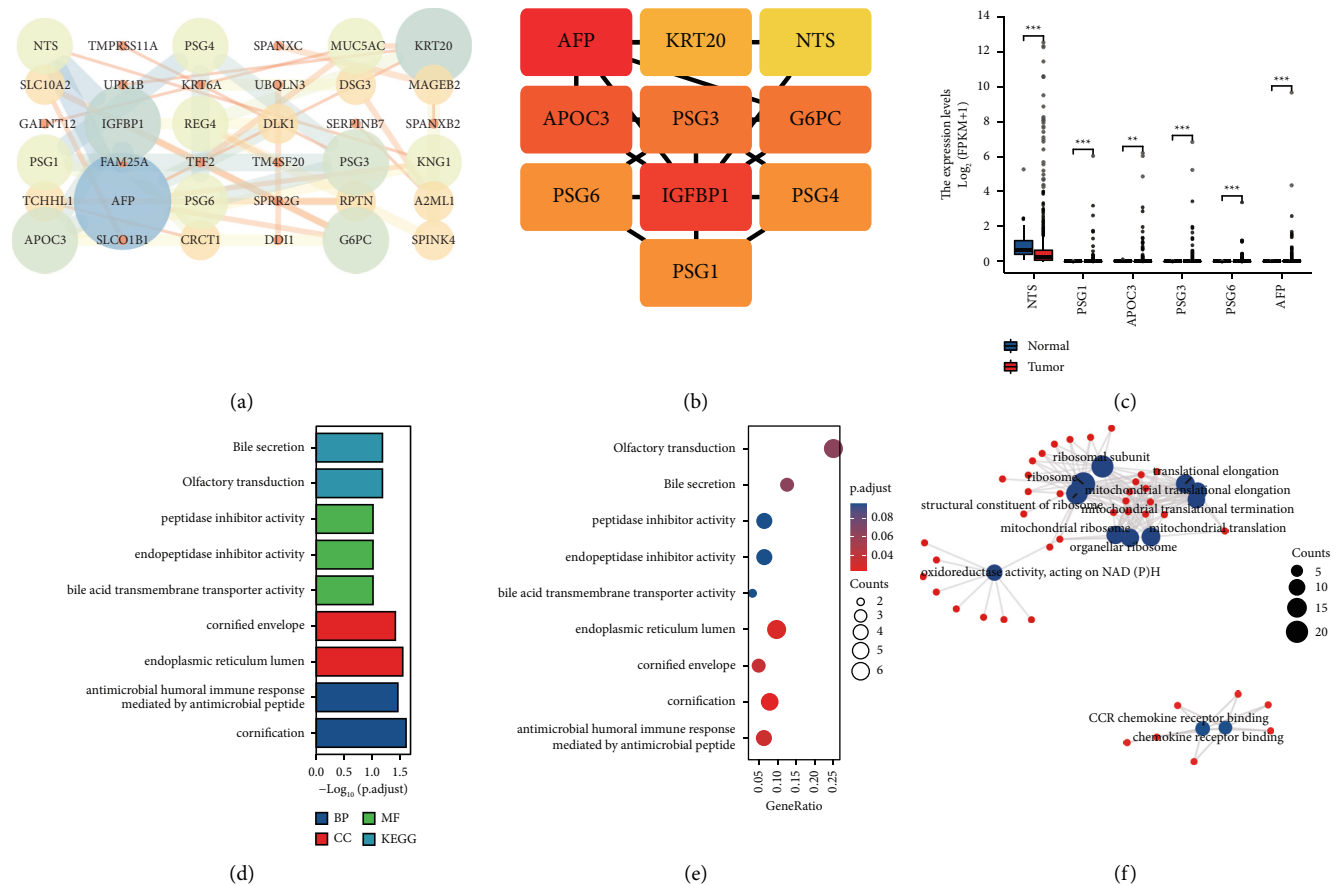 NTS TMPRSS11A PSG4 SPANXC MUC5AC KRT20
SLC10A2 UPK1B KRT6A UBQLN3 DSG3 MAGEB2
GALNT12 IGFBP1 REG4 DLK1 SERPINB7 SPANXB2
PSG1 FAM25A TFF2 TM4SF20 PSG3 KNG1
TCHHL1 AFP PSG6 SPRR2G RPTN A2ML1
APOC3 SLCO1B1 CRCT1 DDI1 G6PC SPINK4
(a)
AFP KRT20 NTS
APOC3 PSG3 G6PC
PSG6 IGFBP1 PSG4
PSG1
(b)
The expression levels
Log2 (FPKM+1)
14
12
10
8
6
4
2
0
***
***
**
***
***
***
NTS
PSG1
APOC3
PSG3
PSG6
AFP
Normal
Tumor
(c)
Bile secretion
Olfactory transduction
peptidase inhibitor activity
endopeptidase inhibitor activity
bile acid transmembrane transporter activity
cornified envelope
endoplasmic reticulum lumen
antimicrobial humoral immune response
mediated by antimicrobial peptide
cornification
0.0 0.5 1.0 1.5
−Log10 (p.adjust)
BP MF
CC KEGG
(d)
Olfactory transduction
Bile secretion
peptidase inhibitor activity
endopeptidase inhibitor activity
bile acid transmembrane transporter activity
endoplasmic reticulum lumen
cornified envelope
cornification
antimicrobial humoral immune response
mediated by antimicrobial peptide
0.05 0.10 0.15 0.20 0.25
GeneRatio
p.adjust
0.08
0.06
0.04
Counts
2
3
4
5
6
(e)
ribosomal subunit
ribosome
translational elongation
mitochondrial translational elongation
structural constituent of ribosome
mitochondrial translational termination
mitochondrial ribosome
mitochondrial translation
organellar ribosome
oxidoreductase activity, acting on NAD (P)H
CCR chemokine receptor binding
chemokine receptor binding
Counts
5
10
15
20
(f)